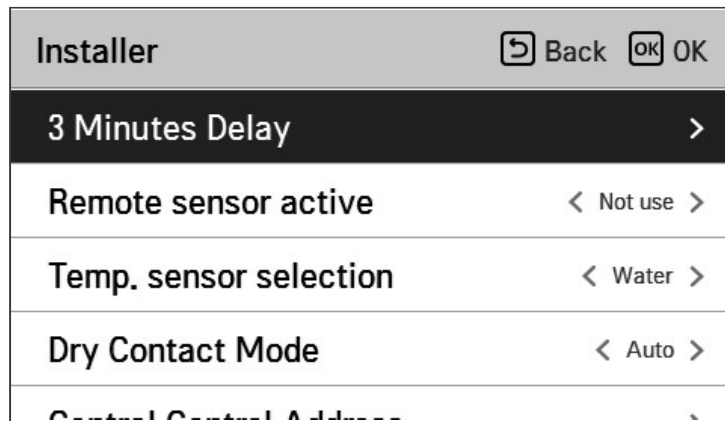 Installer Back OK OK
3 Minutes Delay >
Remote sensor active < Not use >
Temp. sensor selection < Water >
Dry Contact Mode < Auto >